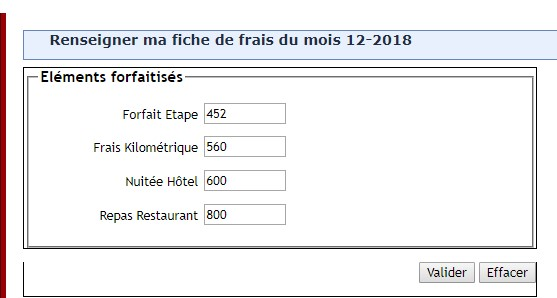 Renseigner ma fiche de frais du mois 12-2018
Eléments forfaitisés
Forfait Etape 452
Frais Kilométrique 560
Nuitée Hôtel 600
Repas Restaurant 800
Valider Effacer